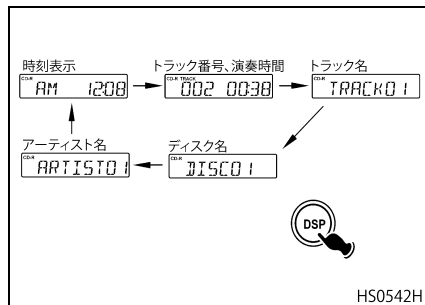 時刻表示
CD-R
AM 12:08
トラック番号、演奏時間
CD-R TRACK
002 00:38
トラック名
CD-R
TRACK01
アーティスト名
CD-R
ARTIST01
ディスク名
CD-R
DISC01
DSP
HS0542H